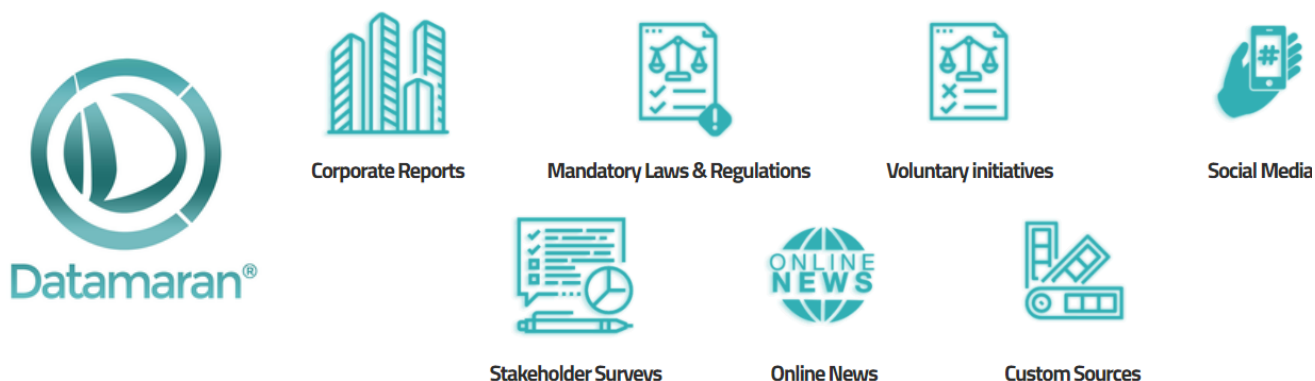 Corporate Reports
Mandatory Laws & Regulations
Voluntary initiatives
#
Social Media
Datamaran®
ONLINE
NEWS
Stakeholder Surveys
Online News
Custom Sources